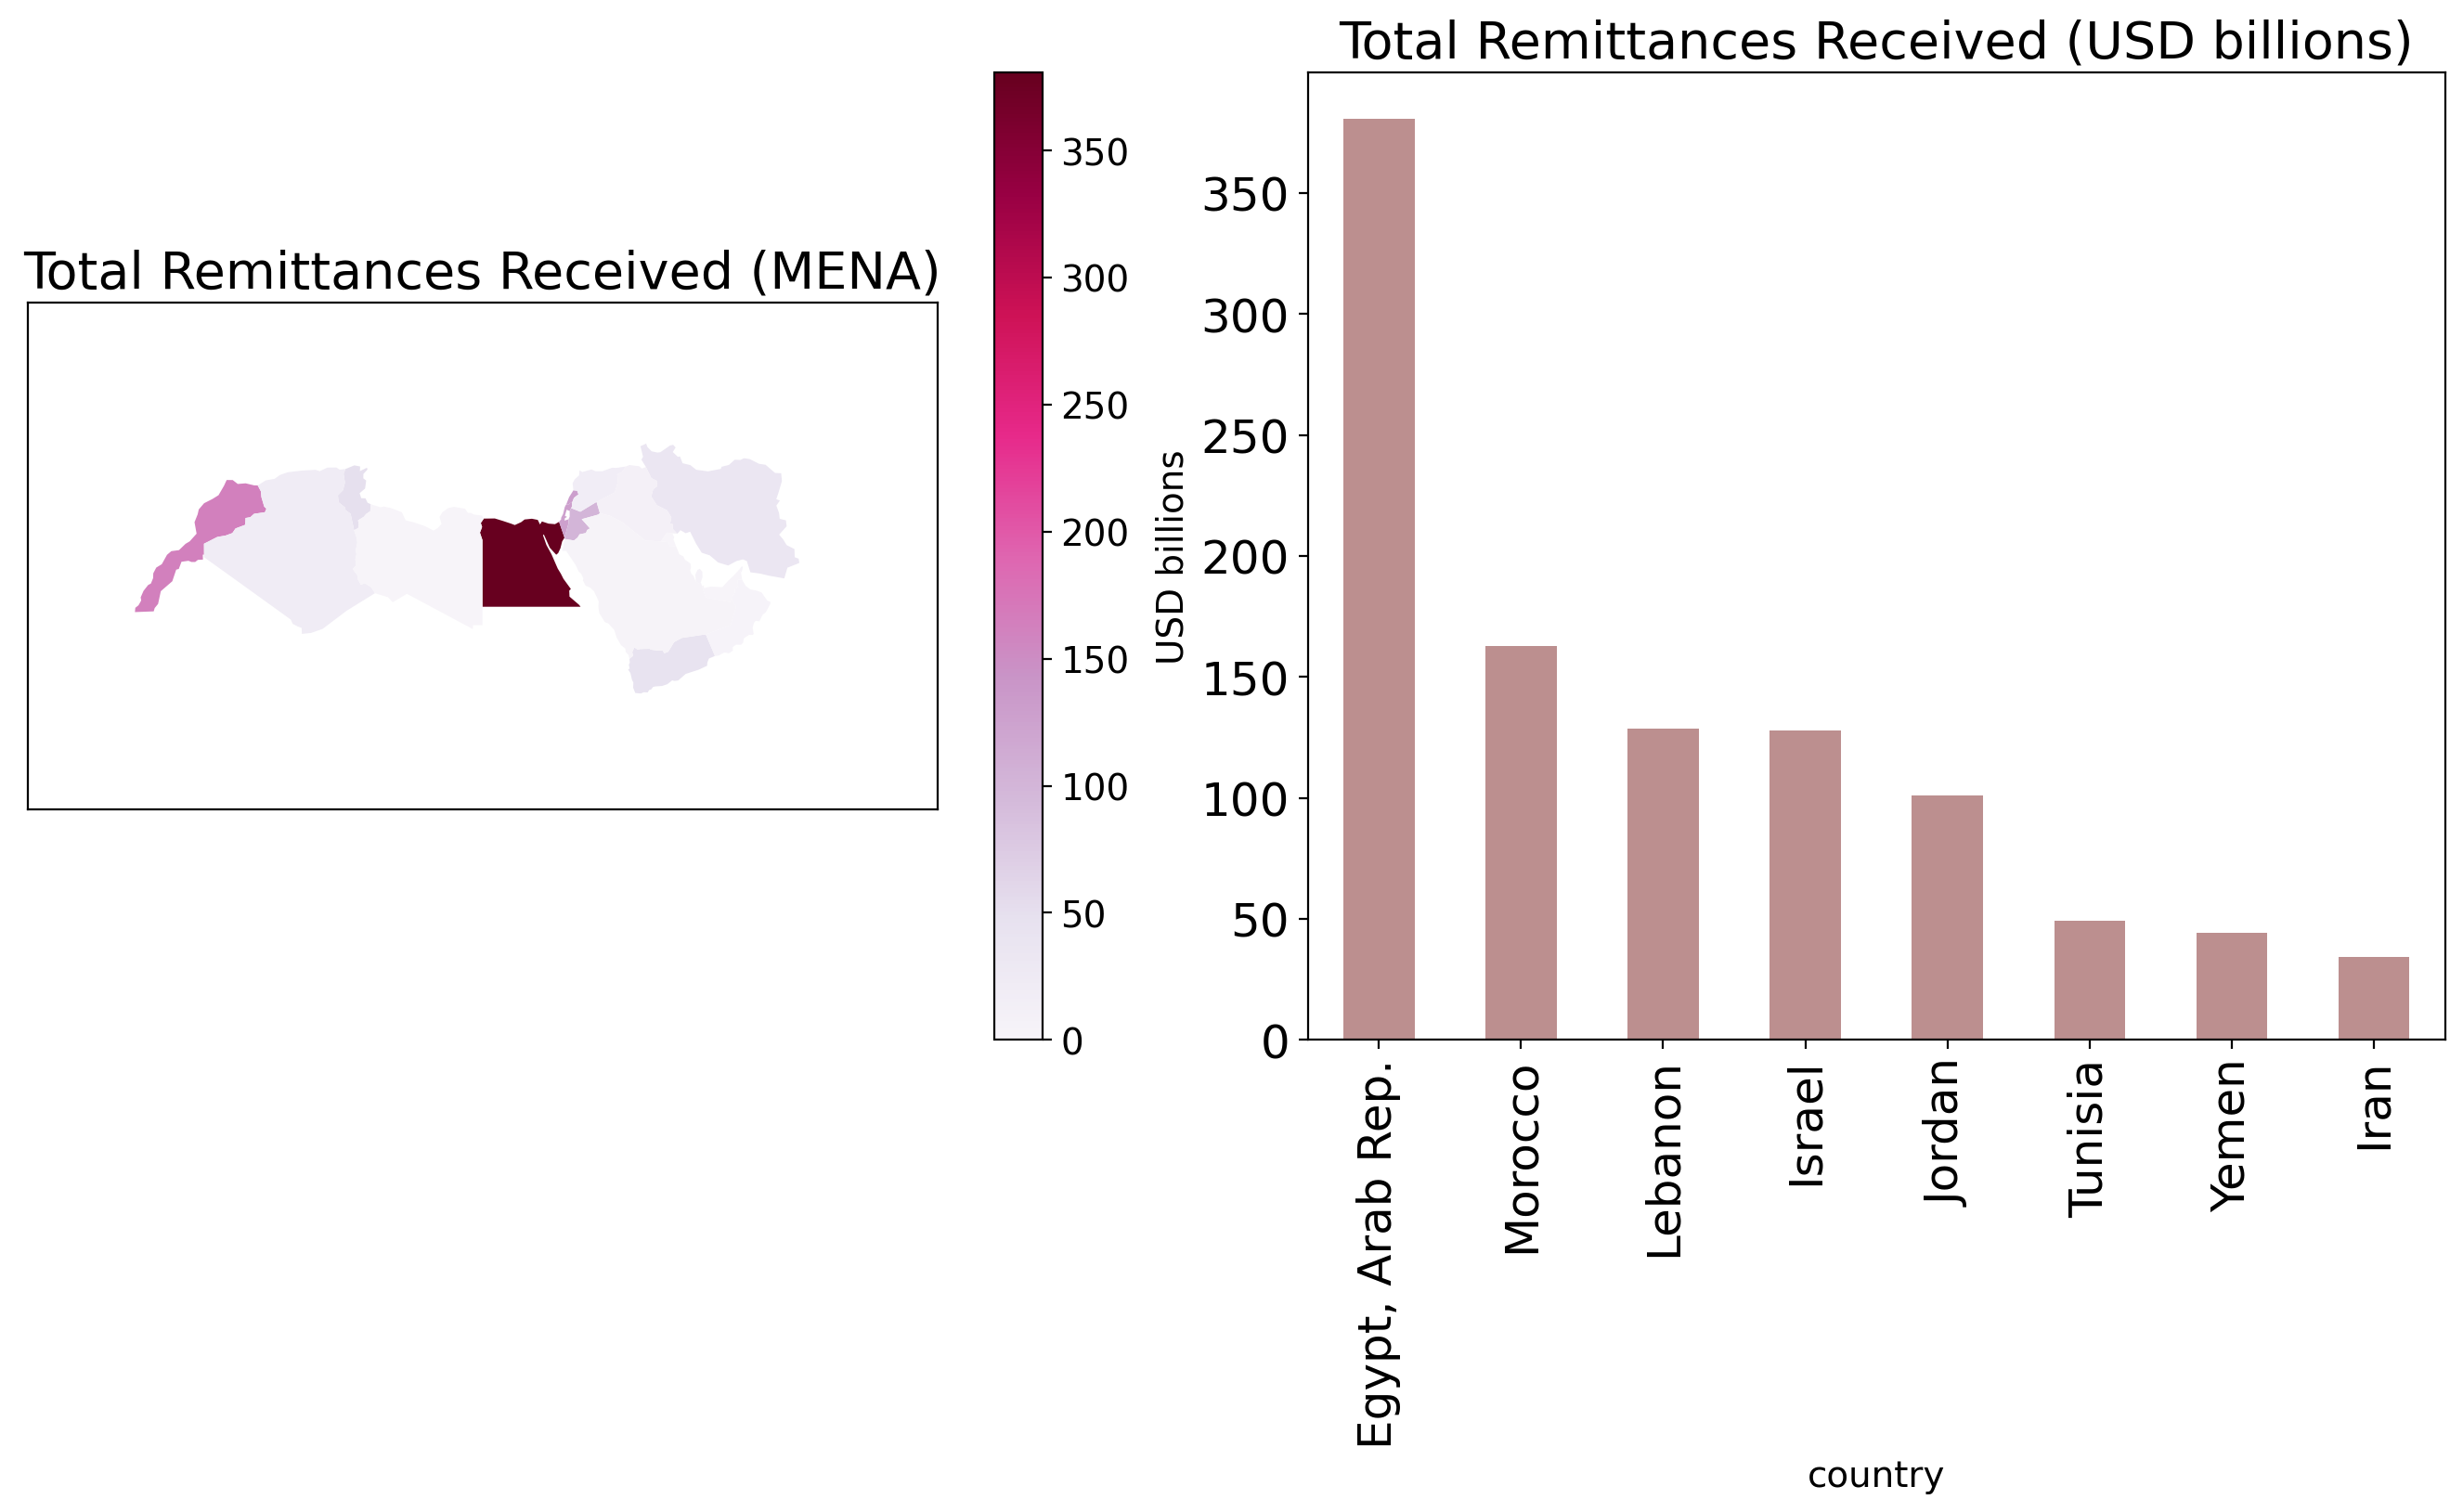 Total Remittances Received (MENA)
350
300
250
200
150
100
50
0
USD billions
Total Remittances Received (USD billions)
350
300
250
200
150
100
50
0
Egypt, Arab Rep.
Morocco
Lebanon
Israel
Jordan
Tunisia
Yemen
Iran
country